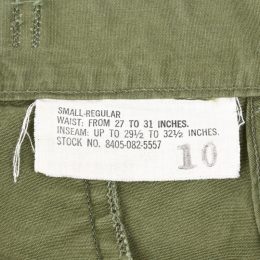 SMALL-REGULAR
WAIST: FROM 27 TO 31 INCHES.
INSEAM: UP TO 29½ TO 32½ INCHES.
STOCK NO. 8405-082-5557
10